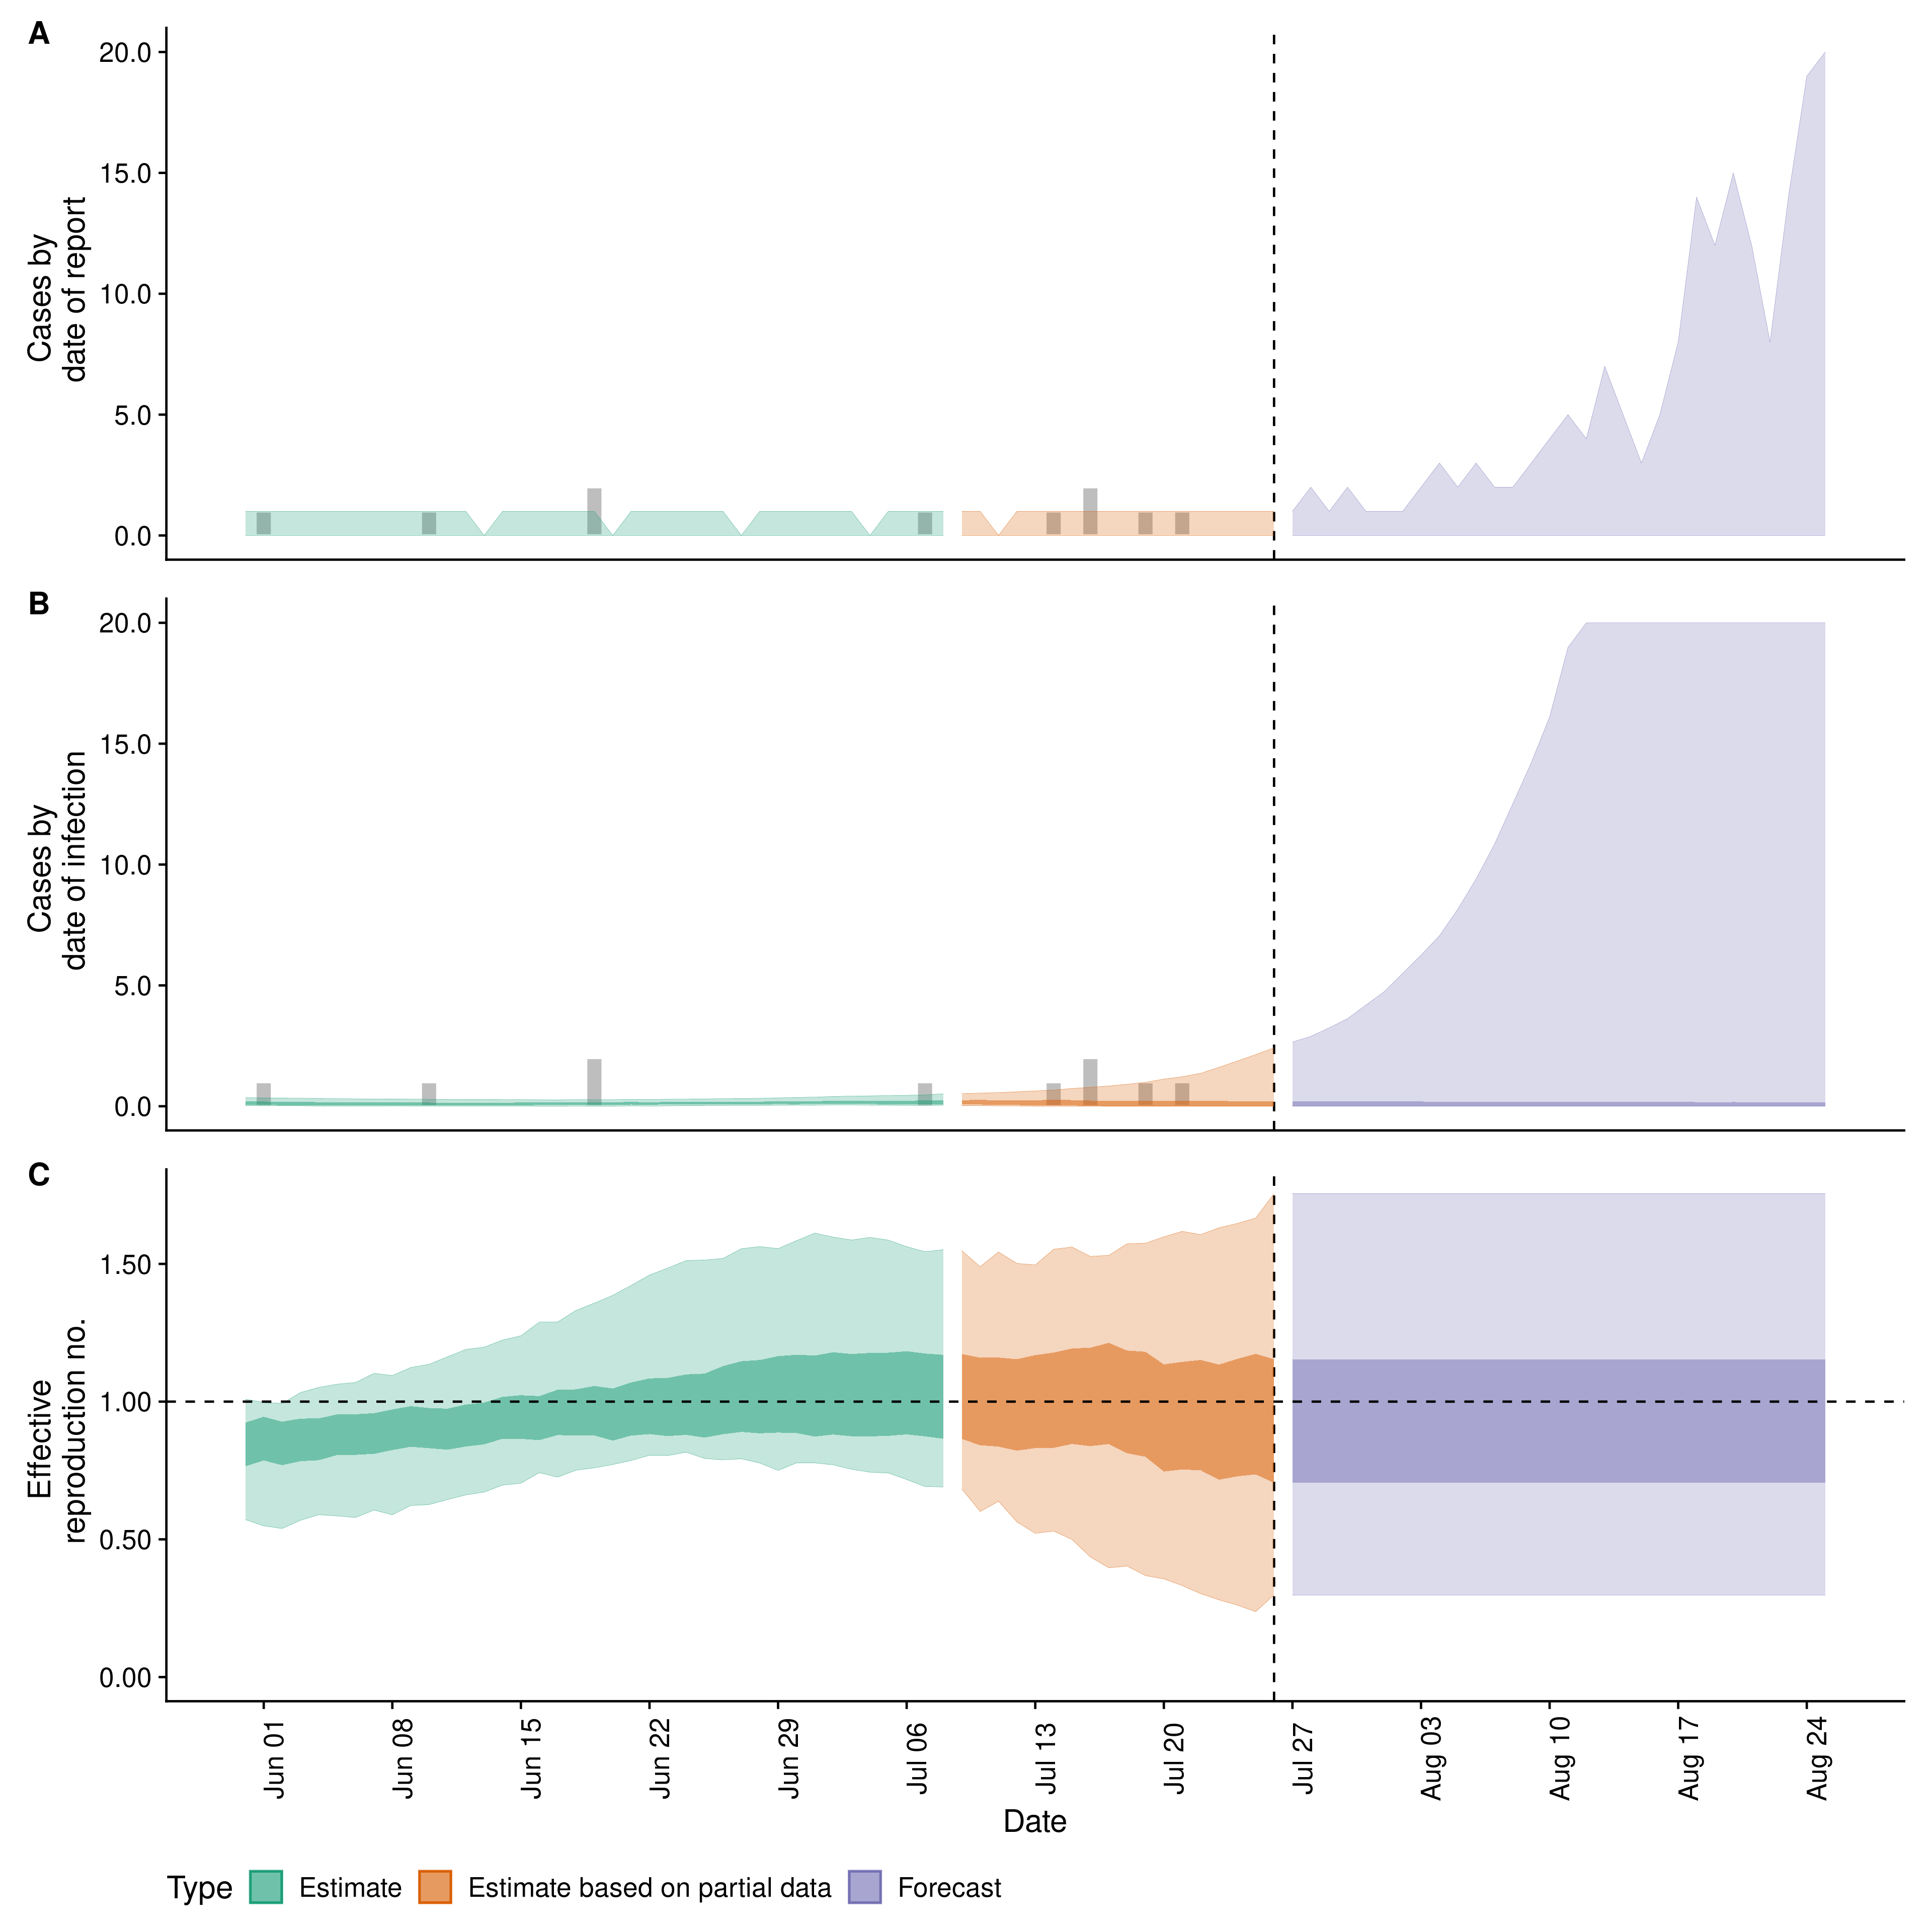 A
20.0
15.0
10.0
5.0
0.0
Cases by
date of report
B
20.0
15.0
10.0
5.0
0.0
Cases by
date of infection
C
1.50
1.00
0.50
0.00
Effective
reproduction no.
Jun 01
Jun 08
Jun 15
Jun 22
Jun 29
Jul 06
Jul 13
Jul 20
Jul 27
Aug 03
Aug 10
Aug 17
Aug 24
Date
Type Estimate Estimate based on partial data Forecast